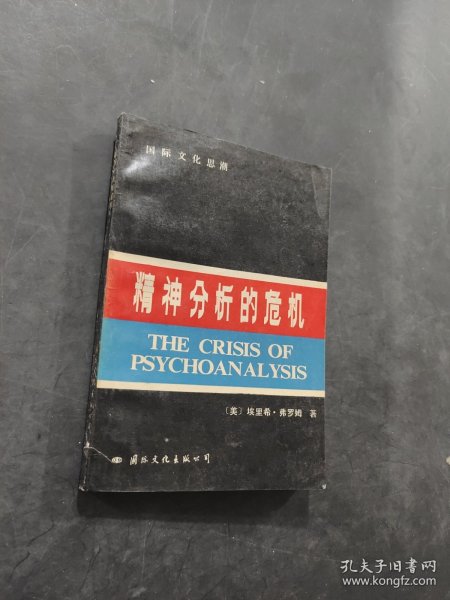 国际文化思潮
精神分析的危机
THE CRISIS OF
PSYCHOANALYSIS
〔美〕埃里希·弗罗姆 著
国际文化出版公司
孔夫子旧书网
www.kongfz.com